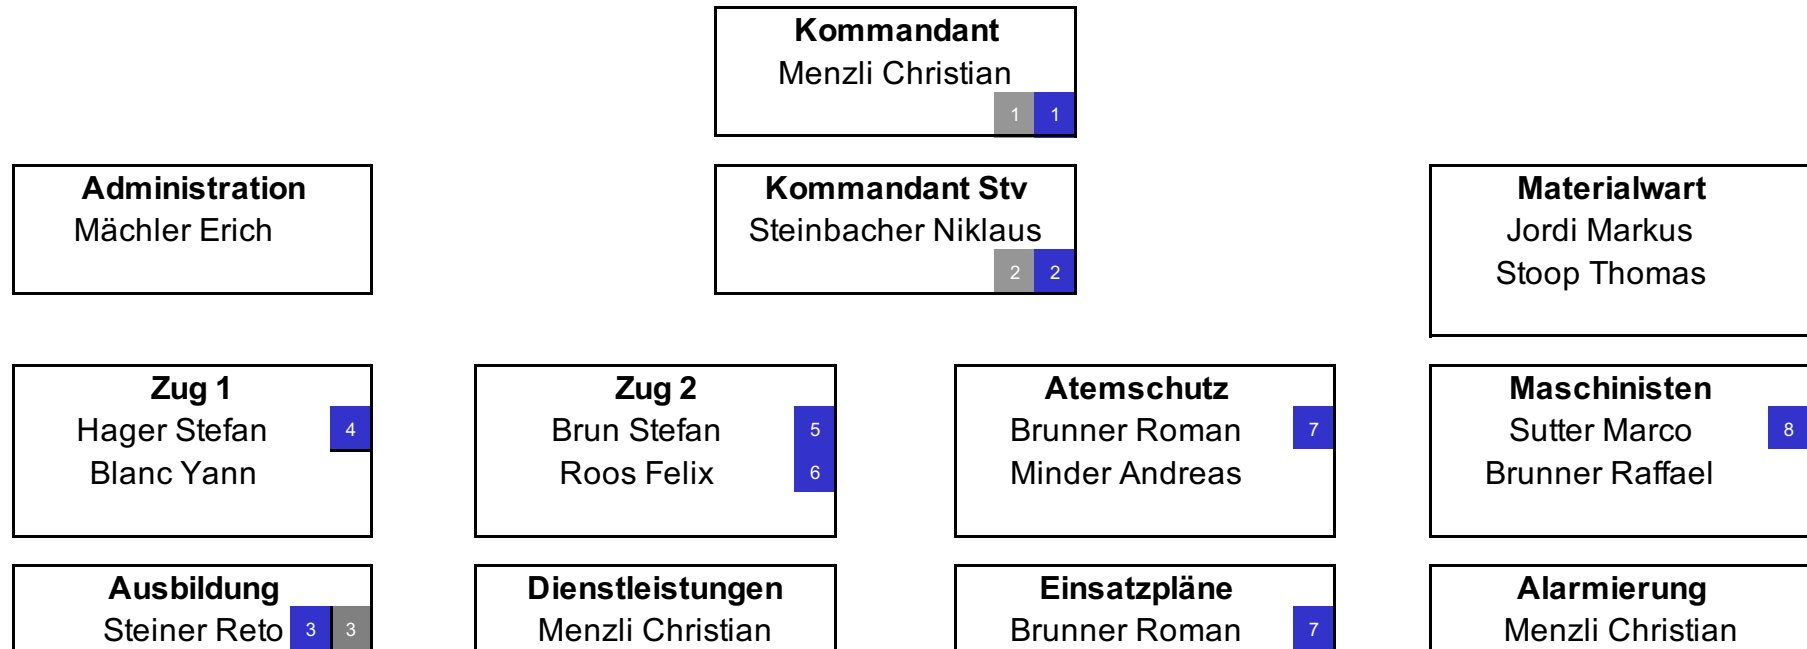 Kommandant
Menzli Christian
1 1
Administration
Mächler Erich
Kommandant Stv
Steinbacher Niklaus
2 2
Materialwart
Jordi Markus
Stoop Thomas
Zug 1
Hager Stefan 4
Blanc Yann
Zug 2
Brun Stefan 5
Roos Felix 6
Atemschutz
Brunner Roman 7
Minder Andreas
Maschinisten
Sutter Marco 8
Brunner Raffael
Ausbildung
Steiner Reto 3 3
Dienstleistungen
Menzli Christian
Einsatzpläne
Brunner Roman 7
Alarmierung
Menzli Christian